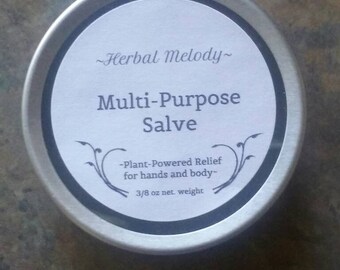 ~Herbal Melody~
Multi-Purpose
Salve
~Plant-Powered Relief
for hands and body~
3/8 oz net. weight